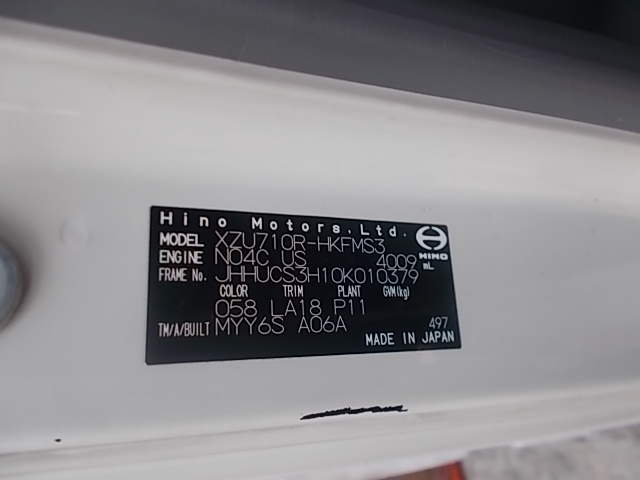 Hino Motors,Ltd.
MODEL XZU710R-HKFMS3
ENGINE N04C US 4009 mL
HINO
FRAME No. JHHUCS3H10K010379
COLOR TRIM PLANT GVM(kg)
058 LA18 P11
TM/A/BUILT MYY6S A06A 497
MADE IN JAPAN